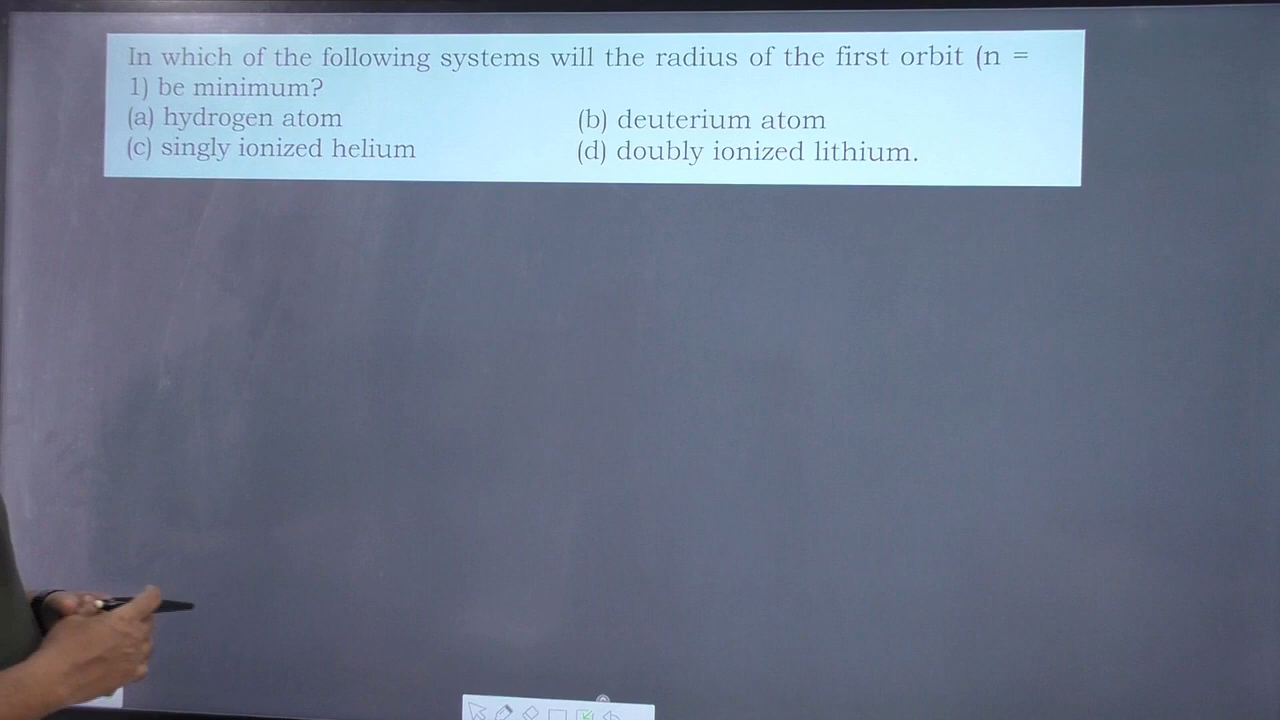 In which of the following systems will the radius of the first orbit (n =
1) be minimum?
(a) hydrogen atom (b) deuterium atom
(c) singly ionized helium (d) doubly ionized lithium.